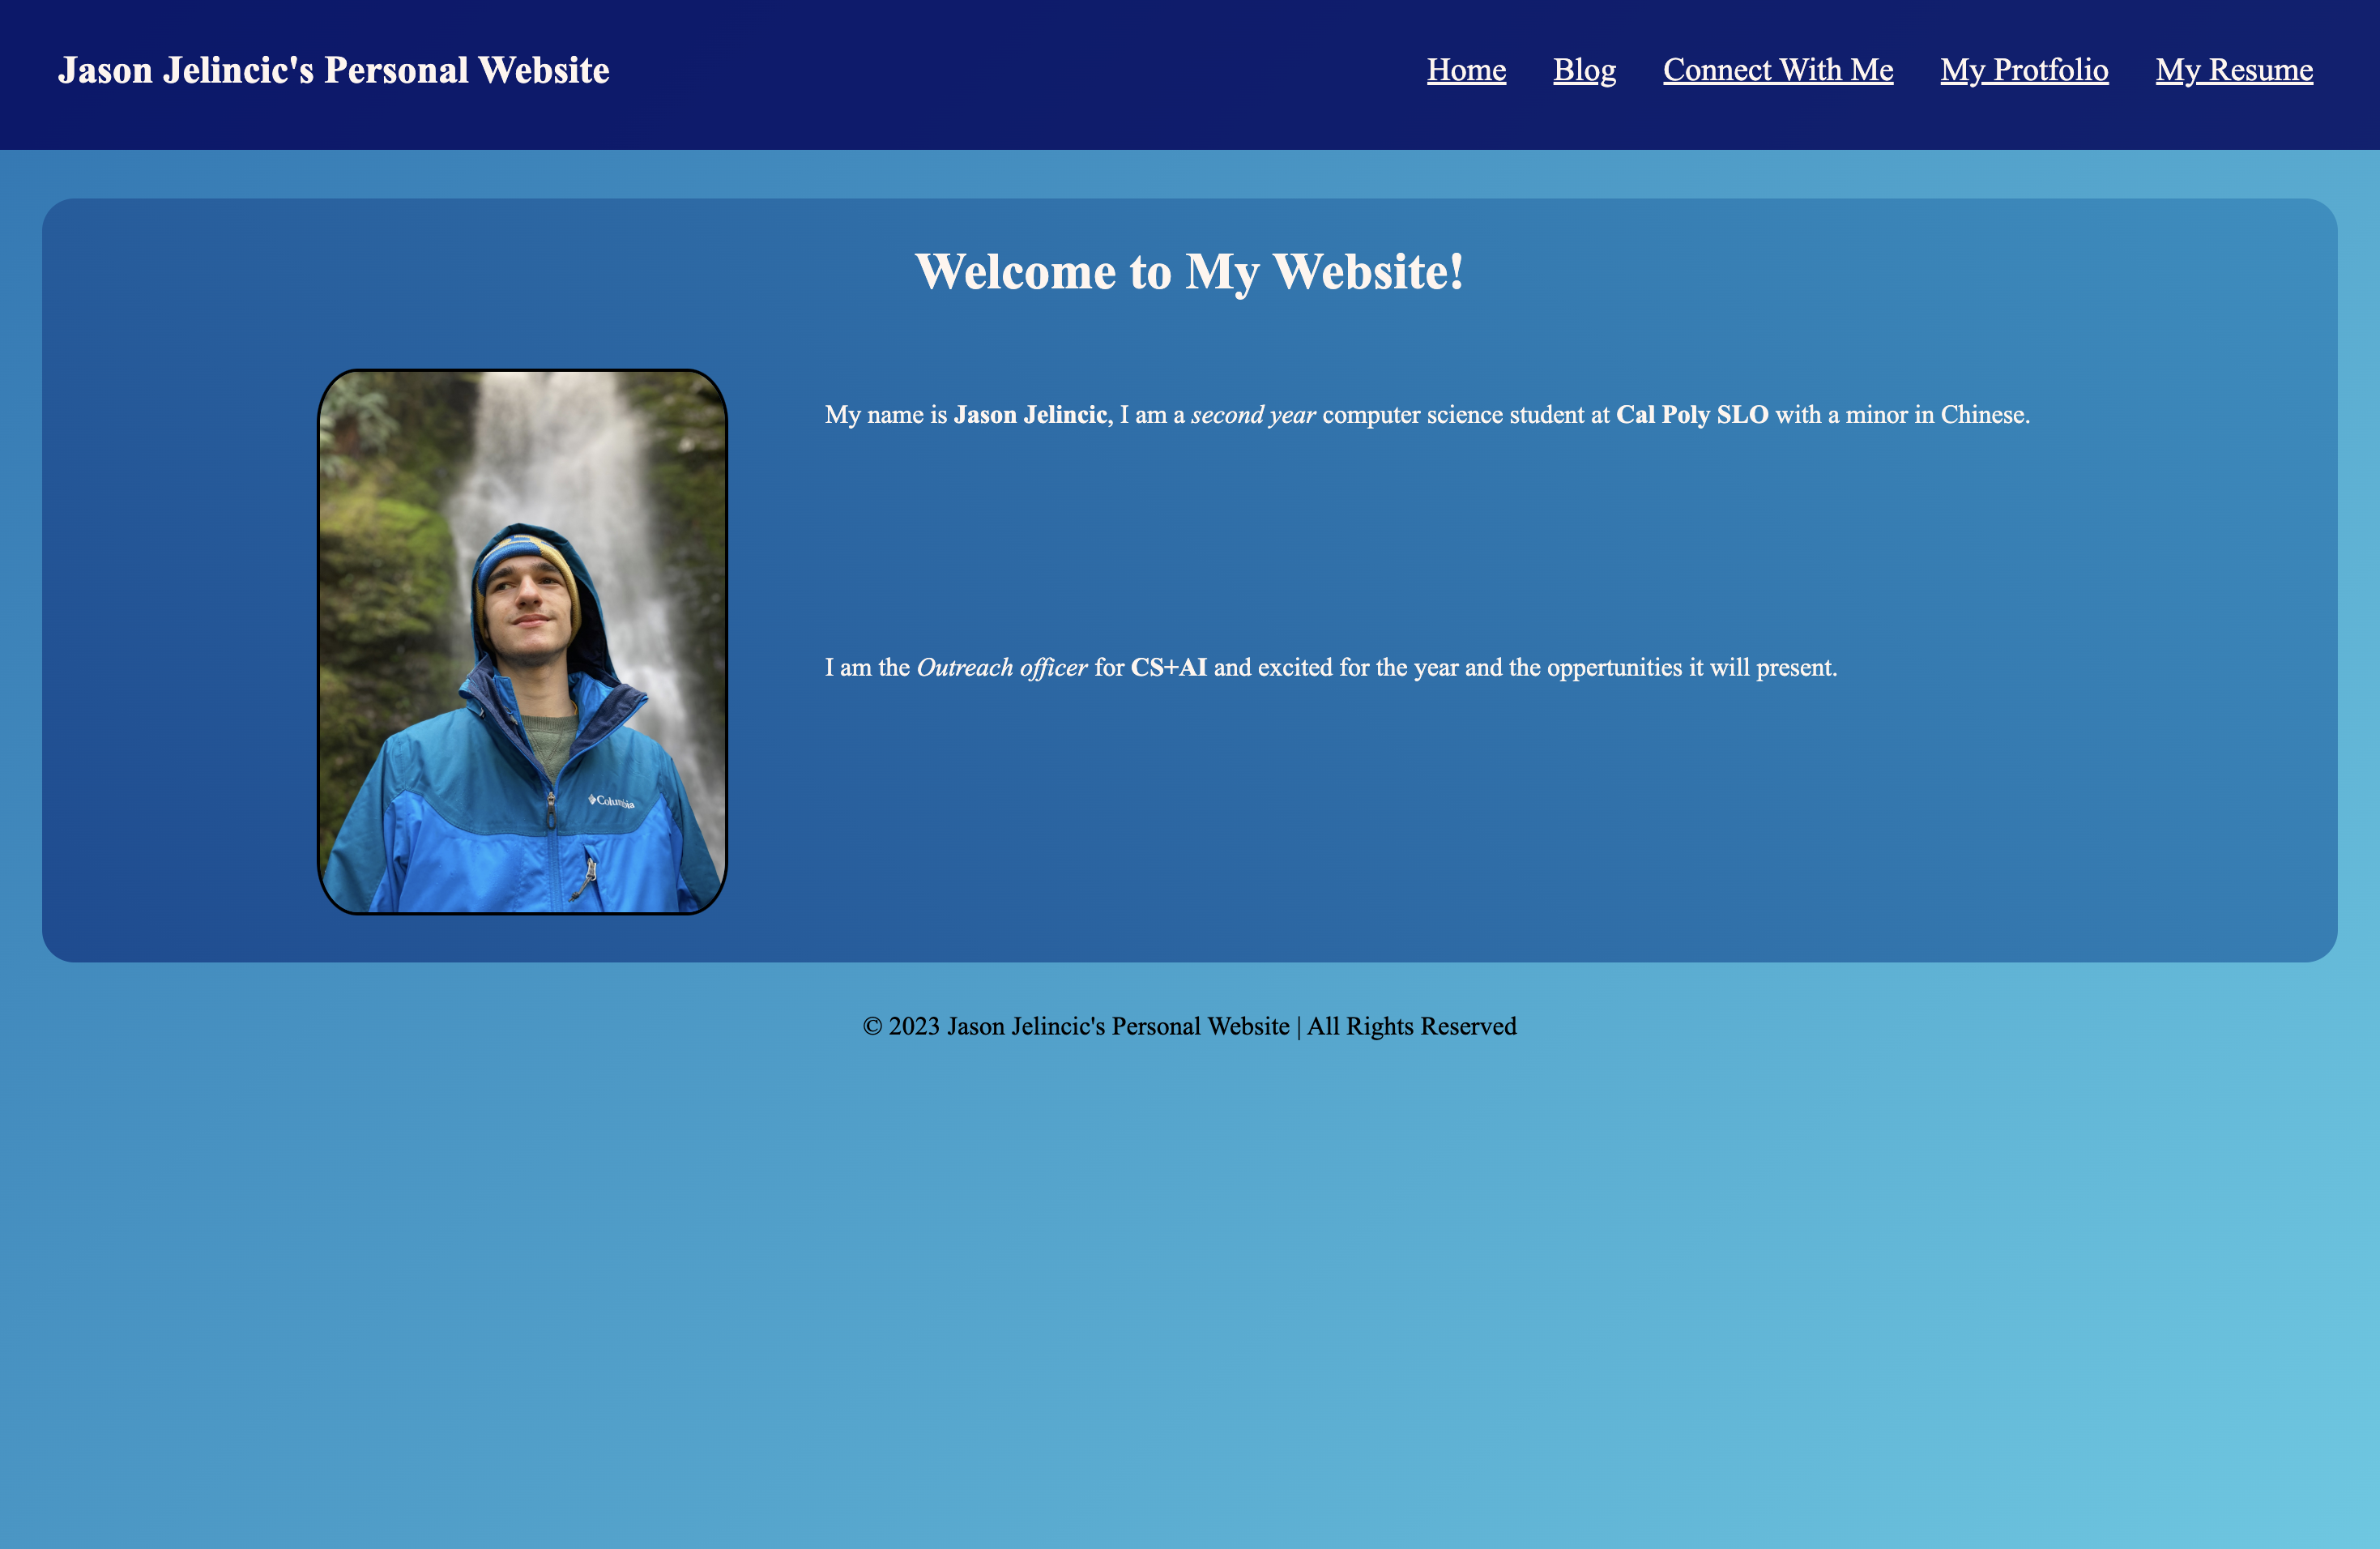 Jason Jelincic's Personal Website
Home Blog Connect With Me My Protfolio My Resume
Welcome to My Website!
My name is Jason Jelincic, I am a second year computer science student at Cal Poly SLO with a minor in Chinese.
I am the Outreach officer for CS+AI and excited for the year and the oppertunities it will present.
Columbia
© 2023 Jason Jelincic's Personal Website | All Rights Reserved